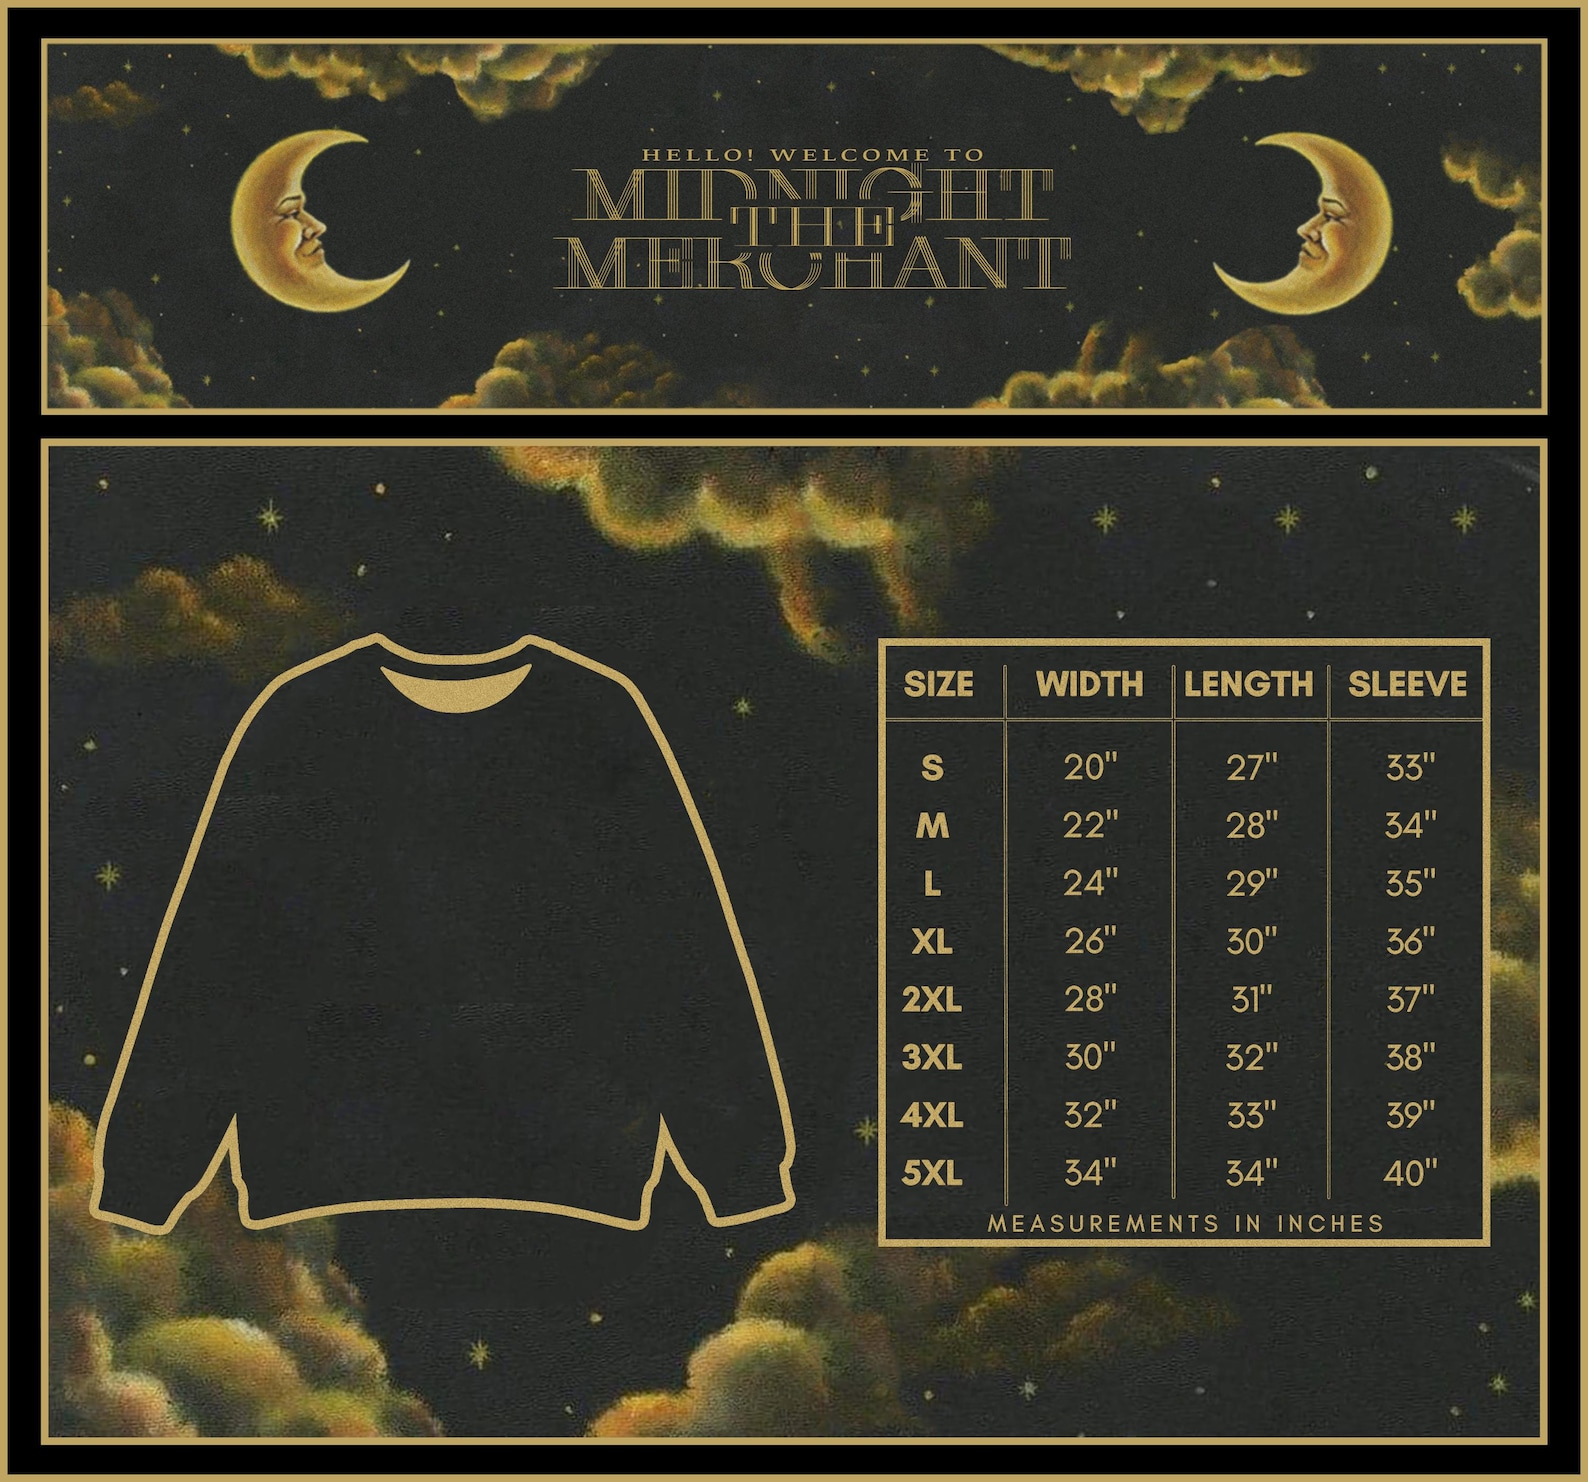 HELLO! WELCOME TO
MIDNIGHT
THE
MERCHANT
SIZE WIDTH LENGTH SLEEVE
S 20" 27" 33"
M 22" 28" 34"
L 24" 29" 35"
XL 26" 30" 36"
2XL 28" 31" 37"
3XL 30" 32" 38"
4XL 32" 33" 39"
5XL 34" 34" 40"
MEASUREMENTS IN INCHES